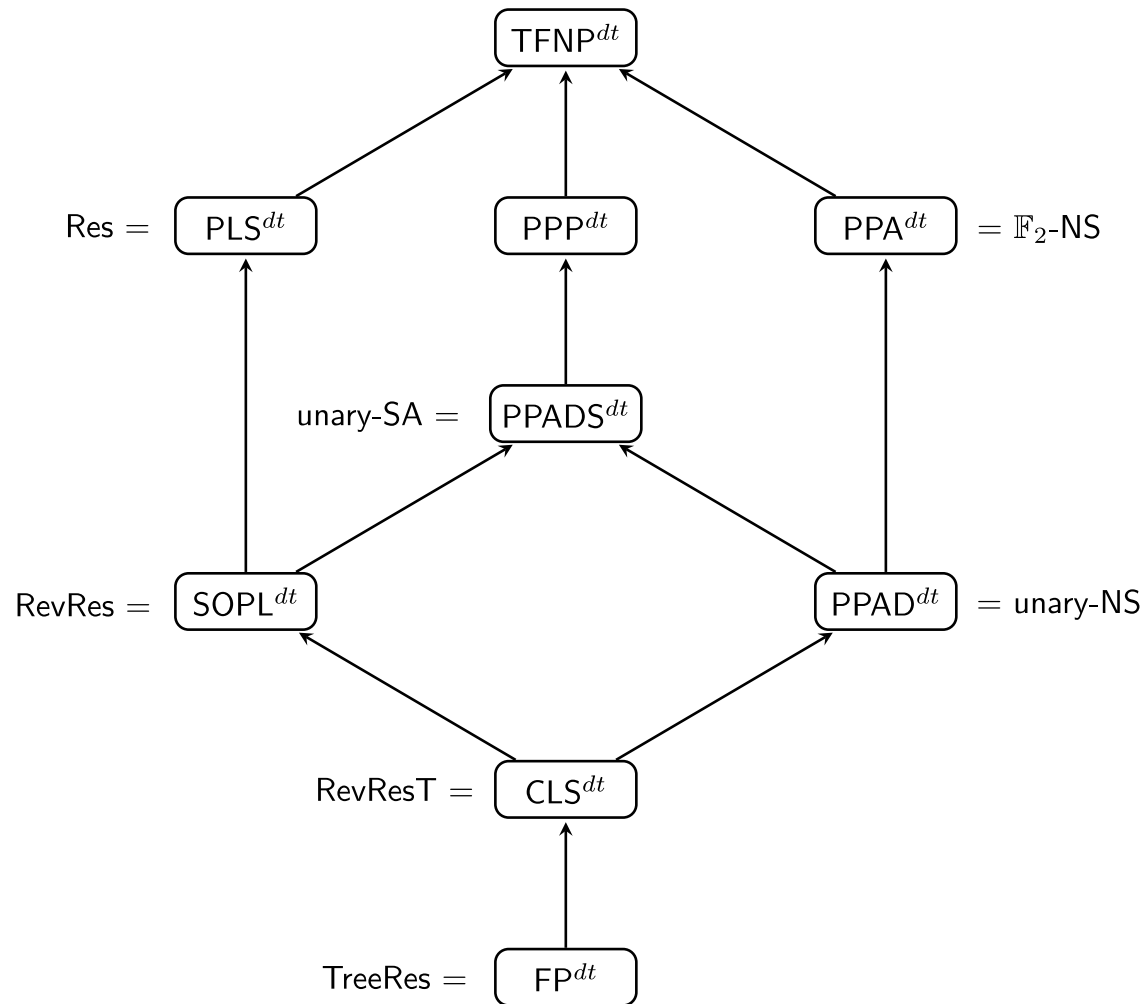 TFNP^{dt}
Res = PLS^{dt} PPP^{dt} PPA^{dt} = 𝔽₂-NS
unary-SA = PPADS^{dt}
RevRes = SOPL^{dt} PPAD^{dt} = unary-NS
RevResT = CLS^{dt}
TreeRes = FP^{dt}